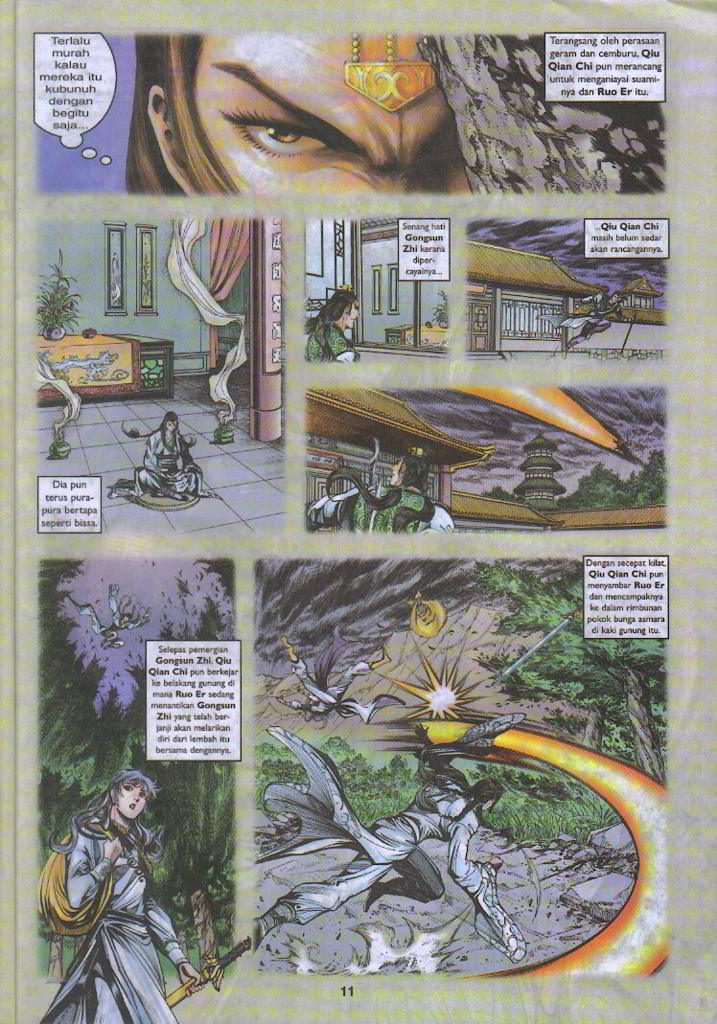 Terlalu
murah
kalau
mereka itu
kubunuh
dengan
begitu
saja...
Terangsang oleh perasaan
geram dan cemburu, Qiu
Qian Chi pun merancang
untuk menganiayai suami-
nya dan Ruo Er itu.
Dia pun
terus pura-
pura bertapa
seperti biasa.
Senang hati
Gongsun
Zhi kerana
diper-
cayainya...
...Qiu Qian Chi
masih belum sedar
akan rancangannya.
Selepas pemergian
Gongsun Zhi, Qiu
Qian Chi pun berkejar
ke belakang gunung di
mana Ruo Er sedang
menantikan Gongsun
Zhi yang telah ber-
janji akan melarikan
diri dari lembah itu
bersama dengannya.
Dengan secepat kilat,
Qiu Qian Chi pun
menyambar Ruo Er
dan mencampaknya
ke dalam rimbunan
pokok bunga asmara
di kaki gunung itu.
11